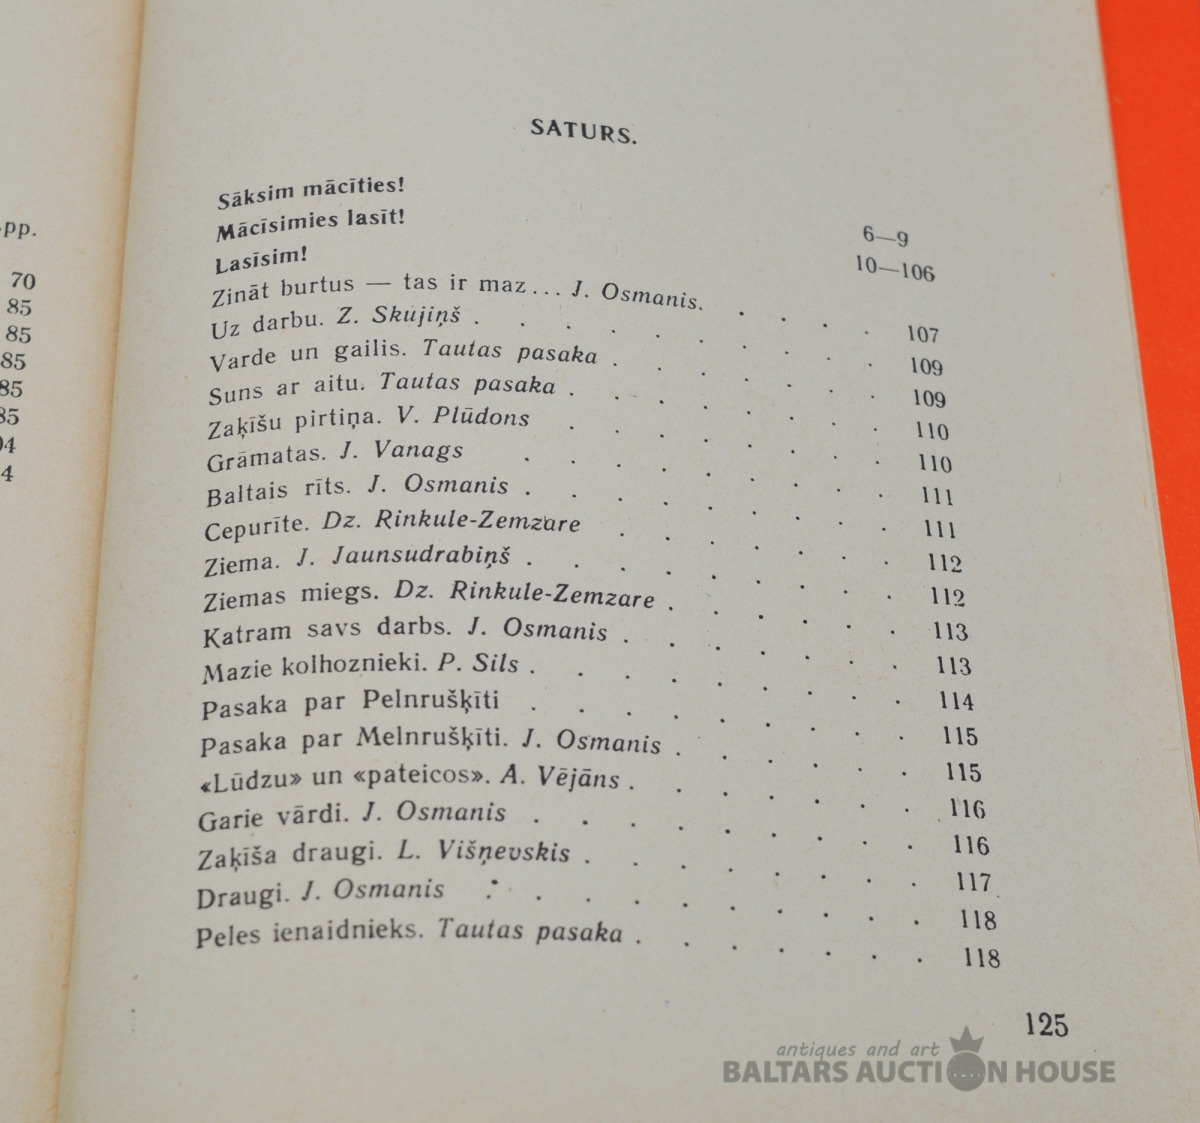 pp.
70
85
85
85
85
85
4
SATURS.
Sāksim mācīties! 6—9
Mācīsimies lasīt! 10—106
Lasīsim!
Zināt burtus — tas ir maz... J. Osmanis. . . . . 107
Uz darbu. Z. Skujiņš . . . . . . . . . 109
Varde un gailis. Tautas pasaka . . . . . . 109
Suns ar aitu. Tautas pasaka . . . . . . . 110
Zaķīšu pirtiņa. V. Plūdons . . . . . . . 110
Grāmatas. J. Vanags . . . . . . . . 111
Baltais rīts. J. Osmanis . . . . . . . . 111
Cepurīte. Dz. Rinkule-Zemzare . . . . . . 112
Ziema. J. Jaunsudrabiņš . . . . . . . . 112
Ziemas miegs. Dz. Rinkule-Zemzare . . . . . 113
Katram savs darbs. J. Osmanis . . . . . . 113
Mazie kolhoznieki. P. Sils . . . . . . . . 114
Pasaka par Pelnrušķīti . . . . . . . . 115
Pasaka par Melnrušķīti. J. Osmanis . . . . . 115
«Lūdzu» un «pateicos». A. Vējāns . . . . . . 116
Garie vārdi. J. Osmanis . . . . . . . . 116
Zaķīša draugi. L. Višņevskis . . . . . . . 117
Draugi. J. Osmanis . . . . . . . . . 118
Peles ienaidnieks. Tautas pasaka . . . . . . 118
125
antiques and art
BALTARS AUCTION HOUSE